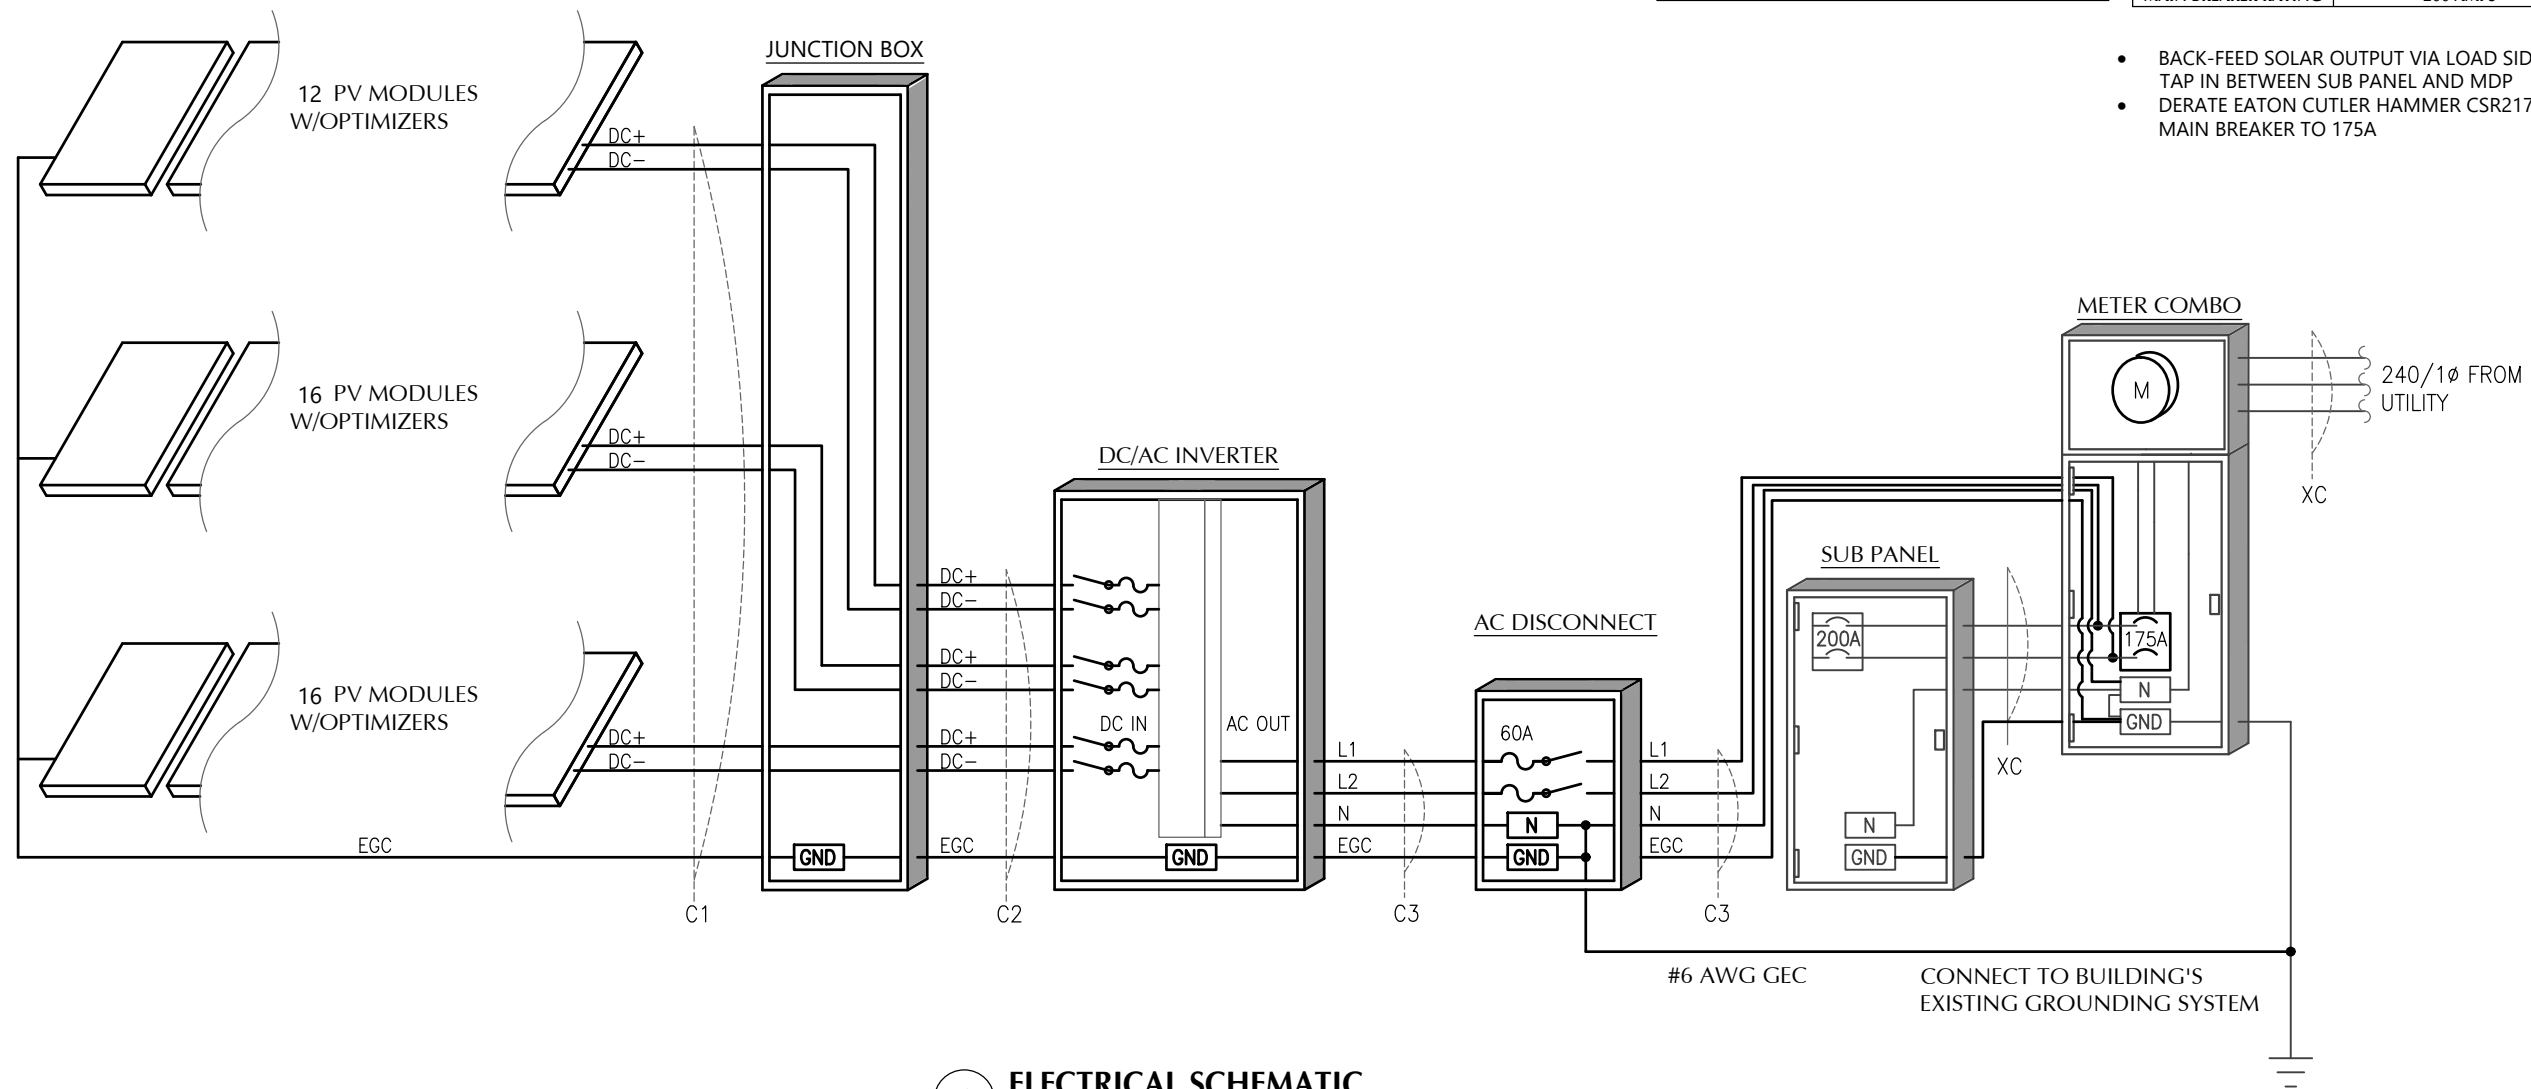 JUNCTION BOX
BACK-FEED SOLAR OUTPUT VIA LOAD
TAP IN BETWEEN SUB PANEL AND MDP
DERATE EATON CUTLER HAMMER
MAIN BREAKER TO 175A
12 PV MODULES
W/OPTIMIZERS
DC+
DC-
16 PV MODULES
W/OPTIMIZERS
DC+
DC-
16 PV MODULES
W/OPTIMIZERS
DC+
DC-
EGC
GND
C1
DC+
DC-
DC+
DC-
DC+
DC-
EGC
C2
DC/AC INVERTER
DC IN
AC OUT
GND
L1
L2
N
EGC
C3
AC DISCONNECT
60A
N
GND
L1
L2
N
EGC
C3
SUB PANEL
200A
N
GND
XC
METER COMBO
M
175A
N
GND
240/1ø FROM
UTILITY
XC
#6 AWG GEC
CONNECT TO BUILDING'S
EXISTING GROUNDING SYSTEM
ELECTRICAL SCHEMATIC